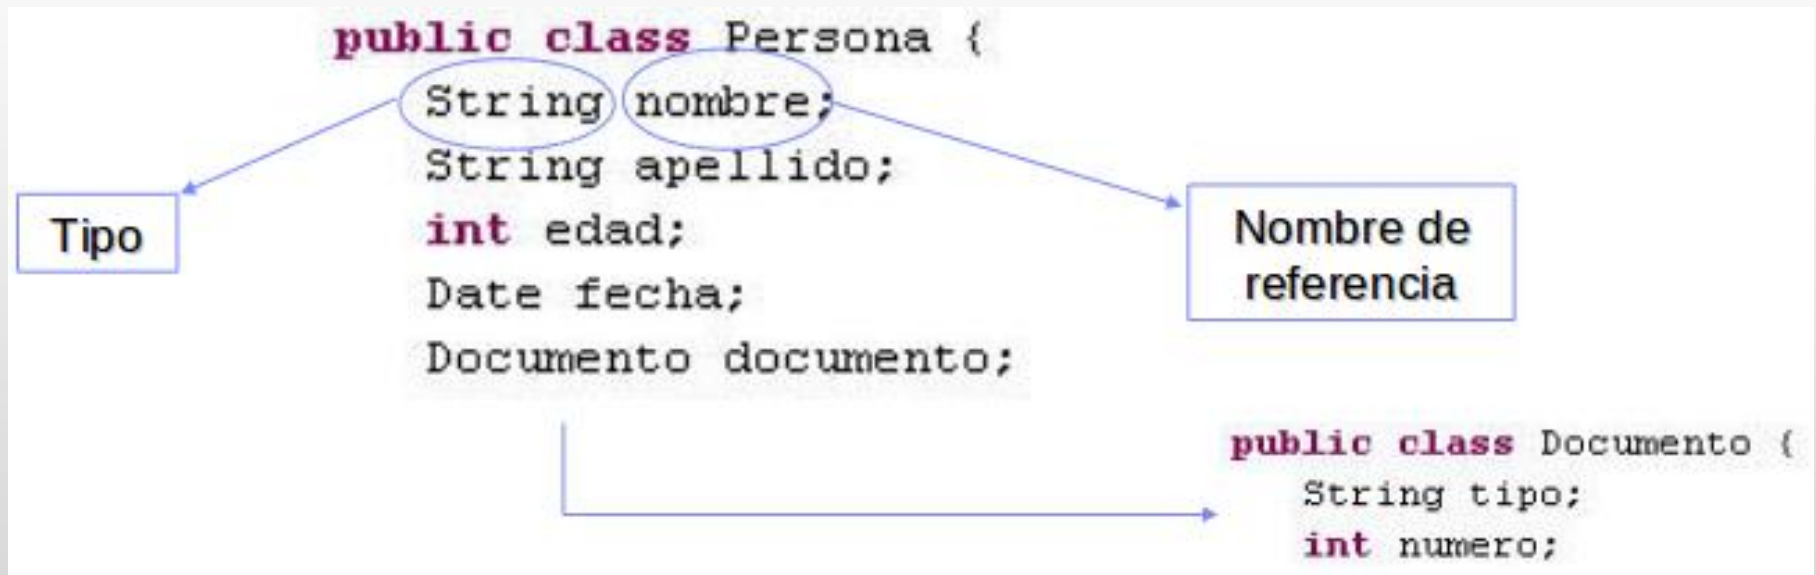 public class Persona {
String nombre;
String apellido;
int edad;
Date fecha;
Documento documento;
Tipo
Nombre de
referencia
public class Documento {
String tipo;
int numero;